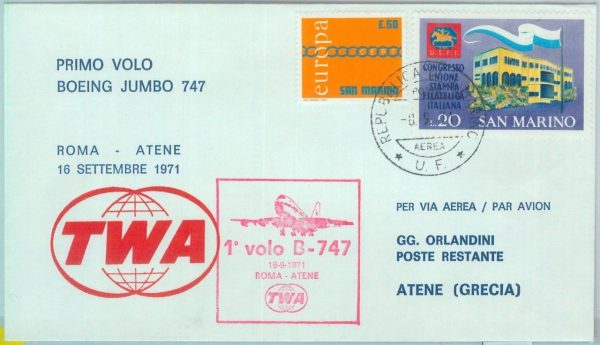 PRIMO VOLO
BOEING JUMBO 747
ROMA - ATENE
16 SETTEMBRE 1971
TWA
1° volo B-747
16-9-1971
ROMA - ATENE
TWA
£.50
europa
SAN MARINO
U.S.F.I.
CONGRESSO
UNIONE
STAMPA
FILATELICA
ITALIANA
L.20
SAN MARINO
REPUBBLICA
AEREA
U. F.
PER VIA AEREA / PAR AVION
GG. ORLANDINI
POSTE RESTANTE
ATENE (GRECIA)